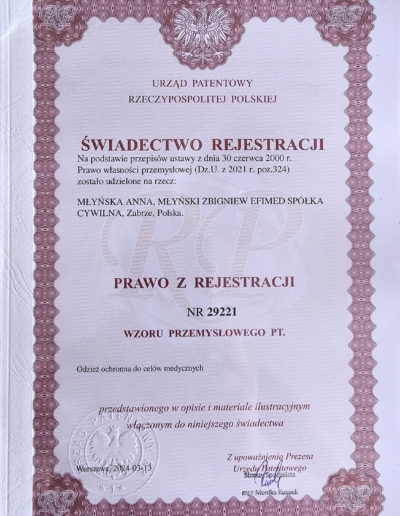 URZĄD PATENTOWY
RZECZYPOSPOLITEJ POLSKIEJ
ŚWIADECTWO REJESTRACJI
Na podstawie przepisów ustawy z dnia 30 czerwca 2000 r.
Prawo własności przemysłowej (Dz.U. z 2021 r. poz.324)
zostało udzielone na rzecz:
MŁYŃSKA ANNA, MŁYŃSKI ZBIGNIEW EFIMED SPÓŁKA
CYWILNA, Zabrze, Polska.
RP
PRAWO Z REJESTRACJI
NR 29221
WZORU PRZEMYSŁOWEGO PT.
Odzież ochronna do celów medycznych
przedstawionego w opisie i materiale ilustracyjnym
włączonym do niniejszego świadectwa
Z upoważnienia Prezesa
Urzędu Patentowego
Warszawa, 2024-03-13
Starszy Specjalista
mgr Monika